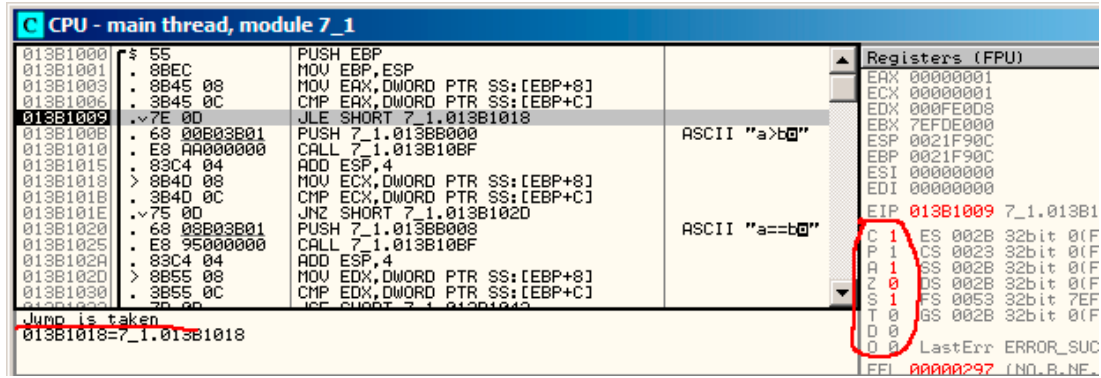 C CPU - main thread, module 7_1
013B1000 $ 55 PUSH EBP
013B1001 . 8BEC MOV EBP,ESP
013B1003 . 8B45 08 MOV EAX,DWORD PTR SS:[EBP+8]
013B1006 . 3B45 0C CMP EAX,DWORD PTR SS:[EBP+C]
013B1009 .v7E 0D JLE SHORT 7_1.013B1018
013B100B . 68 00B03B01 PUSH 7_1.013BB000 ASCII "a>b◙"
013B1010 . E8 AA000000 CALL 7_1.013B10BF
013B1015 . 83C4 04 ADD ESP,4
013B1018 > 8B4D 08 MOV ECX,DWORD PTR SS:[EBP+8]
013B101B . 3B4D 0C CMP ECX,DWORD PTR SS:[EBP+C]
013B101E .v75 0D JNZ SHORT 7_1.013B102D
013B1020 . 68 08B03B01 PUSH 7_1.013BB008 ASCII "a==b◙"
013B1025 . E8 95000000 CALL 7_1.013B10BF
013B102A . 83C4 04 ADD ESP,4
013B102D > 8B55 08 MOV EDX,DWORD PTR SS:[EBP+8]
013B1030 . 3B55 0C CMP EDX,DWORD PTR SS:[EBP+C]
Jump is taken
013B1018=7_1.013B1018
Registers (FPU)
EAX 00000001
ECX 00000001
EDX 000FE0D8
EBX 7EFDE000
ESP 0021F90C
EBP 0021F90C
ESI 00000000
EDI 00000000
EIP 013B1009 7_1.013B1
C 1 ES 002B 32bit 0(F
P 1 CS 0023 32bit 0(F
A 1 SS 002B 32bit 0(F
Z 0 DS 002B 32bit 0(F
S 1 FS 0053 32bit 7EF
T 0 GS 002B 32bit 0(F
D 0
O 0 LastErr ERROR_SUC
EFL 00000297 (NO,B,NE,